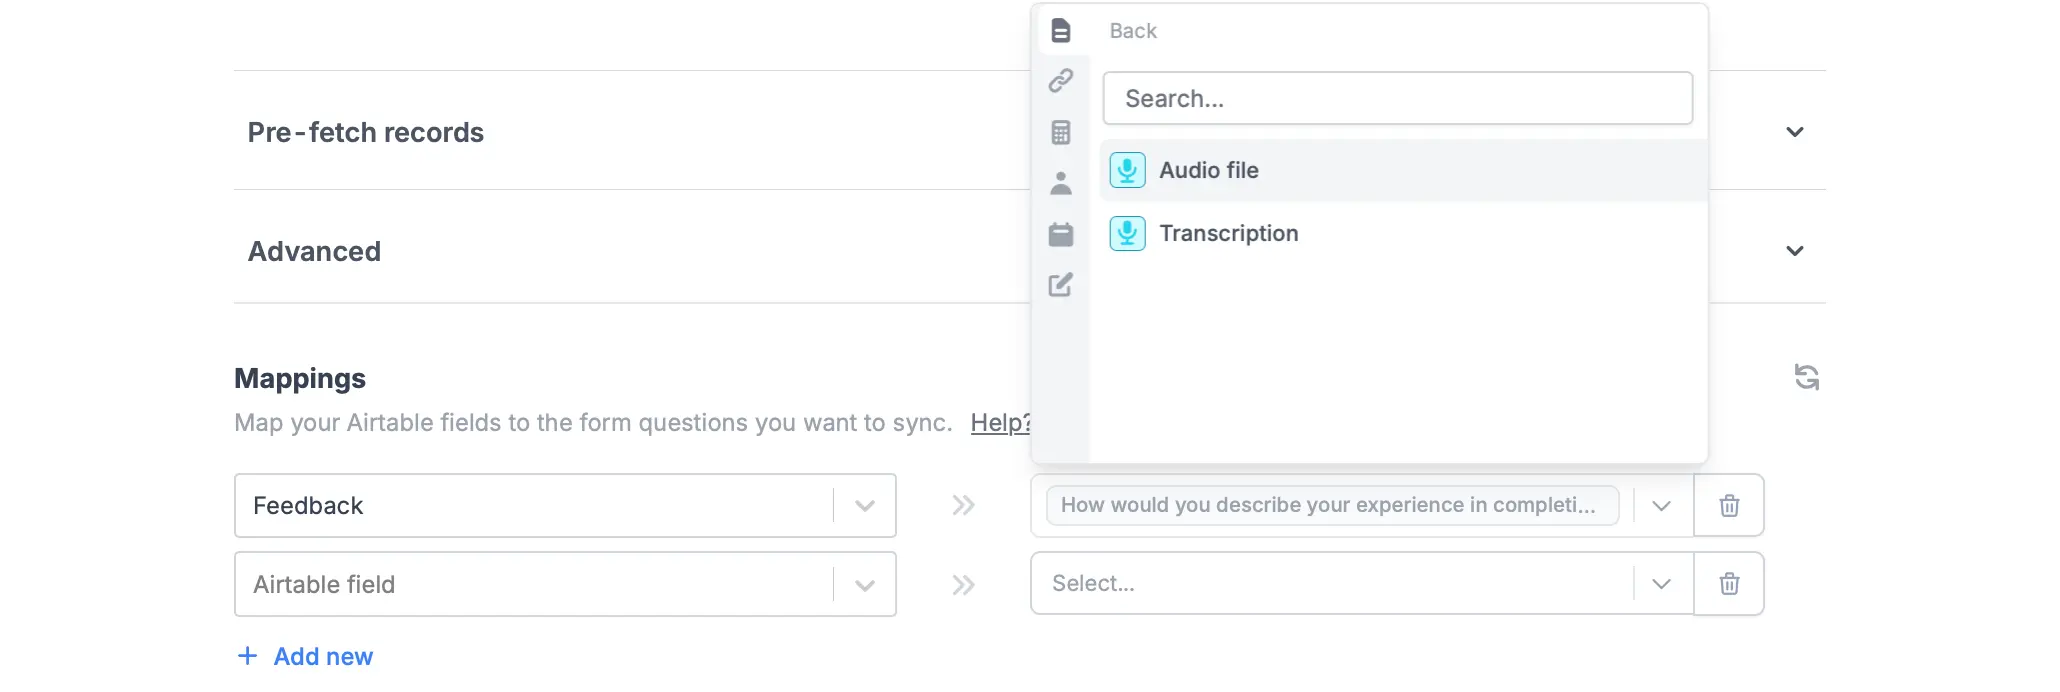 Back
Search...
Pre-fetch records
Audio file
Transcription
Advanced
Mappings
Map your Airtable fields to the form questions you want to sync. Help?
Feedback
How would you describe your experience in completi...
Airtable field
Select...
+ Add new